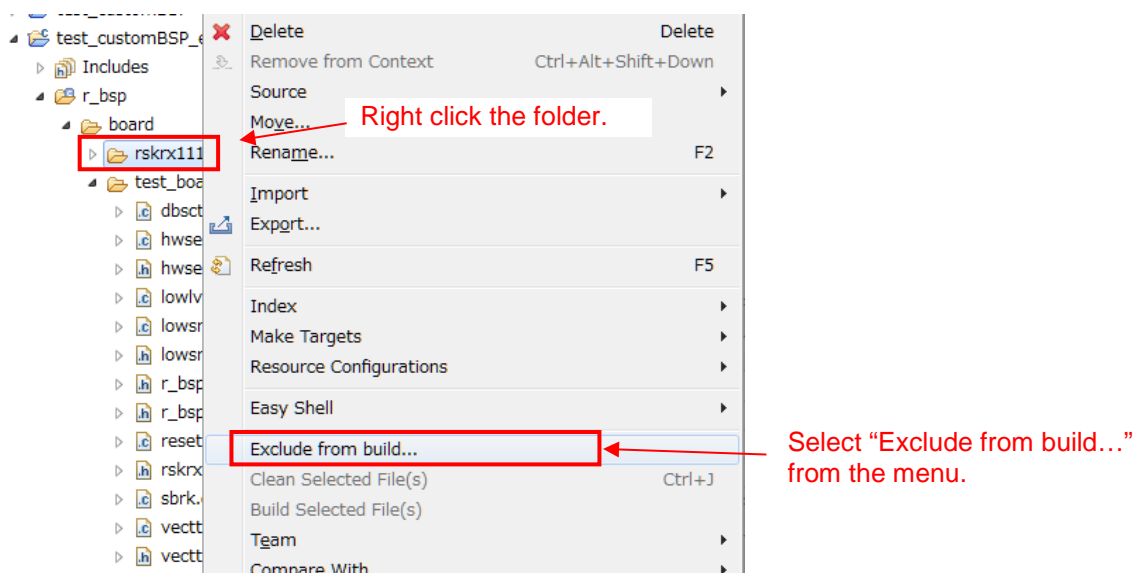 test_customBSP_e
Includes
r_bsp
board
rskrx111
test_boa
dbsct
hwse
hwse
lowlv
lowsr
lowsr
r_bsp
r_bsp
reset
rskrx
sbrk.
vectt
vectt
Delete Delete
Remove from Context Ctrl+Alt+Shift+Down
Source
Move...
Rename... F2
Import
Export...
Refresh F5
Index
Make Targets
Resource Configurations
Easy Shell
Exclude from build...
Clean Selected File(s) Ctrl+J
Build Selected File(s)
Team
Compare With
Right click the folder.
Select “Exclude from build…”
from the menu.